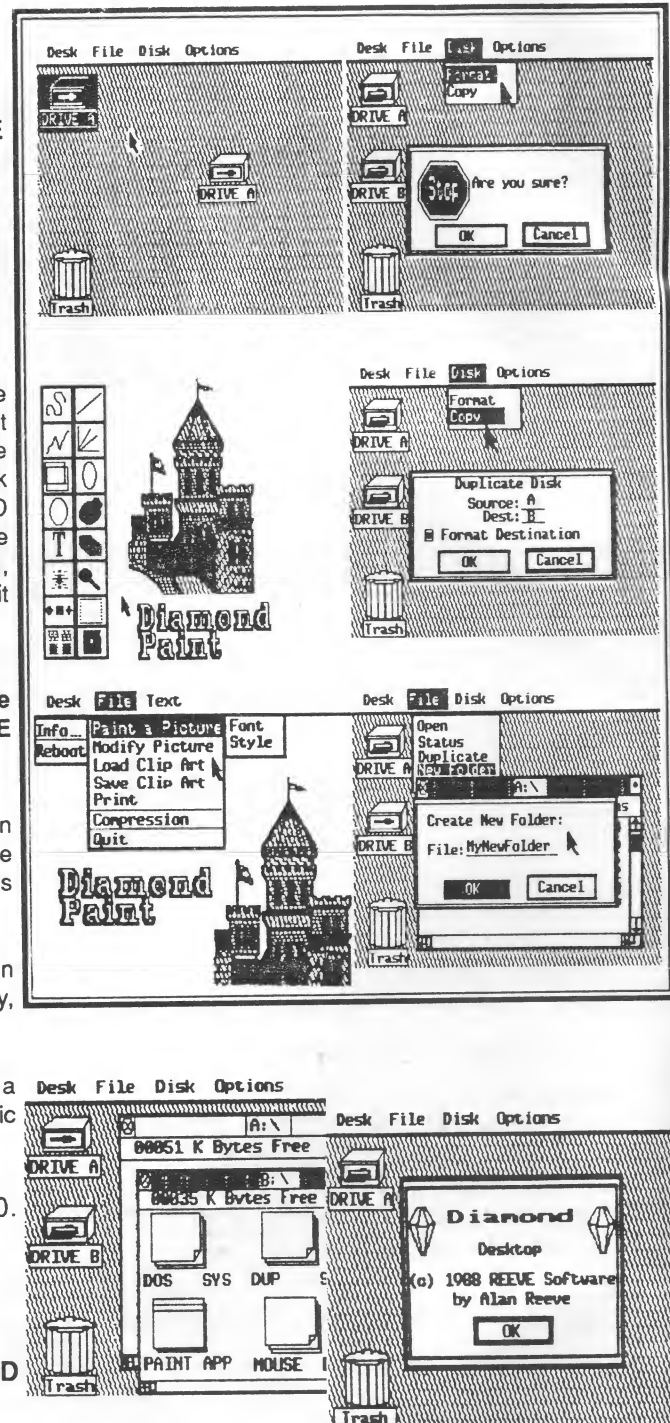 Desk File Disk Options
DRIVE A
DRIVE A
Trash
Desk File Disk Options
Format
Copy
DRIVE A
DRIVE B
Stop
Are you sure?
OK Cancel
Trash
T
Diamond
Paint
Desk File Disk Options
Format
Copy
DRIVE A
DRIVE B
Duplicate Disk
Source: A
Dest: B
Format Destination
OK Cancel
Trash
Desk File Text
Info...
Reboot
Paint a Picture
Modify Picture
Load Clip Art
Save Clip Art
Print
Compression
Quit
Font
Style
Diamond
Paint
Desk File Disk Options
Open
Status
Duplicate
New Folder
DRIVE A
DRIVE B
A:\
Create New Folder:
File: MyNewFolder
OK Cancel
Trash
Desk File Disk Options
DRIVE A
DRIVE B
A:\
00051 K Bytes Free
B:\
00035 K Bytes Free
DOS SYS DUP S
PAINT APP MOUSE
Trash
Desk File Disk Options
DRIVE A
Diamond
Desktop
(c) 1988 REEVE Software
by Alan Reeve
OK
Trash